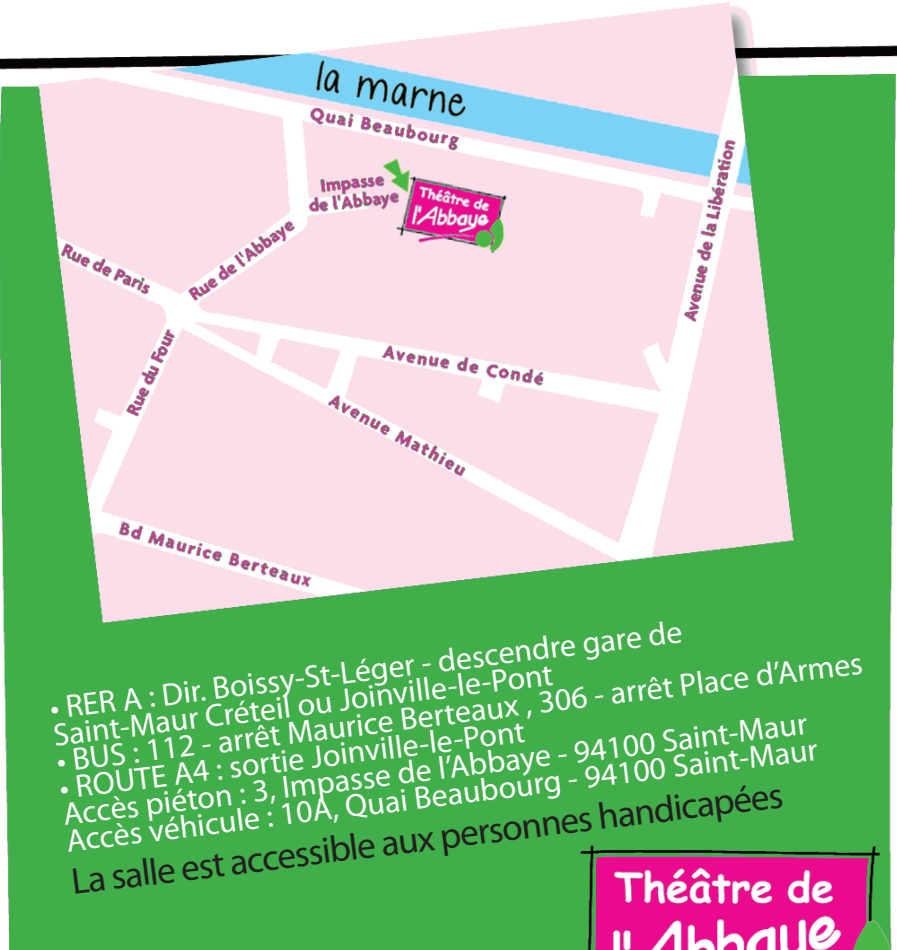 la marne
Quai Beaubourg
Impasse
de l'Abbaye
Théâtre de
l'Abbaye
Avenue de la Libération
Rue de Paris
Rue de l'Abbaye
Rue du Four
Avenue de Condé
Avenue Mathieu
Bd Maurice Berteaux
• RER A : Dir. Boissy-St-Léger - descendre gare de
Saint-Maur Créteil ou Joinville-le-Pont
• BUS : 112 - arrêt Maurice Berteaux , 306 - arrêt Place d’Armes
• ROUTE A4 : sortie Joinville-le-Pont
Accès piéton : 3, Impasse de l’Abbaye - 94100 Saint-Maur
Accès véhicule : 10A, Quai Beaubourg - 94100 Saint-Maur
La salle est accessible aux personnes handicapées
Théâtre de
l'Abbaye